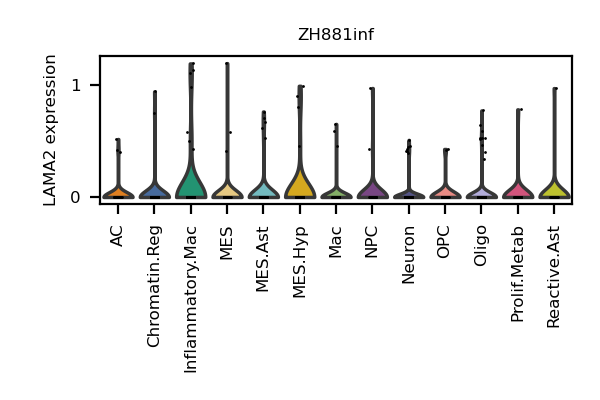 ZH881inf
LAMA2 expression
1
0
AC
Chromatin.Reg
Inflammatory.Mac
MES
MES.Ast
MES.Hyp
Mac
NPC
Neuron
OPC
Oligo
Prolif.Metab
Reactive.Ast